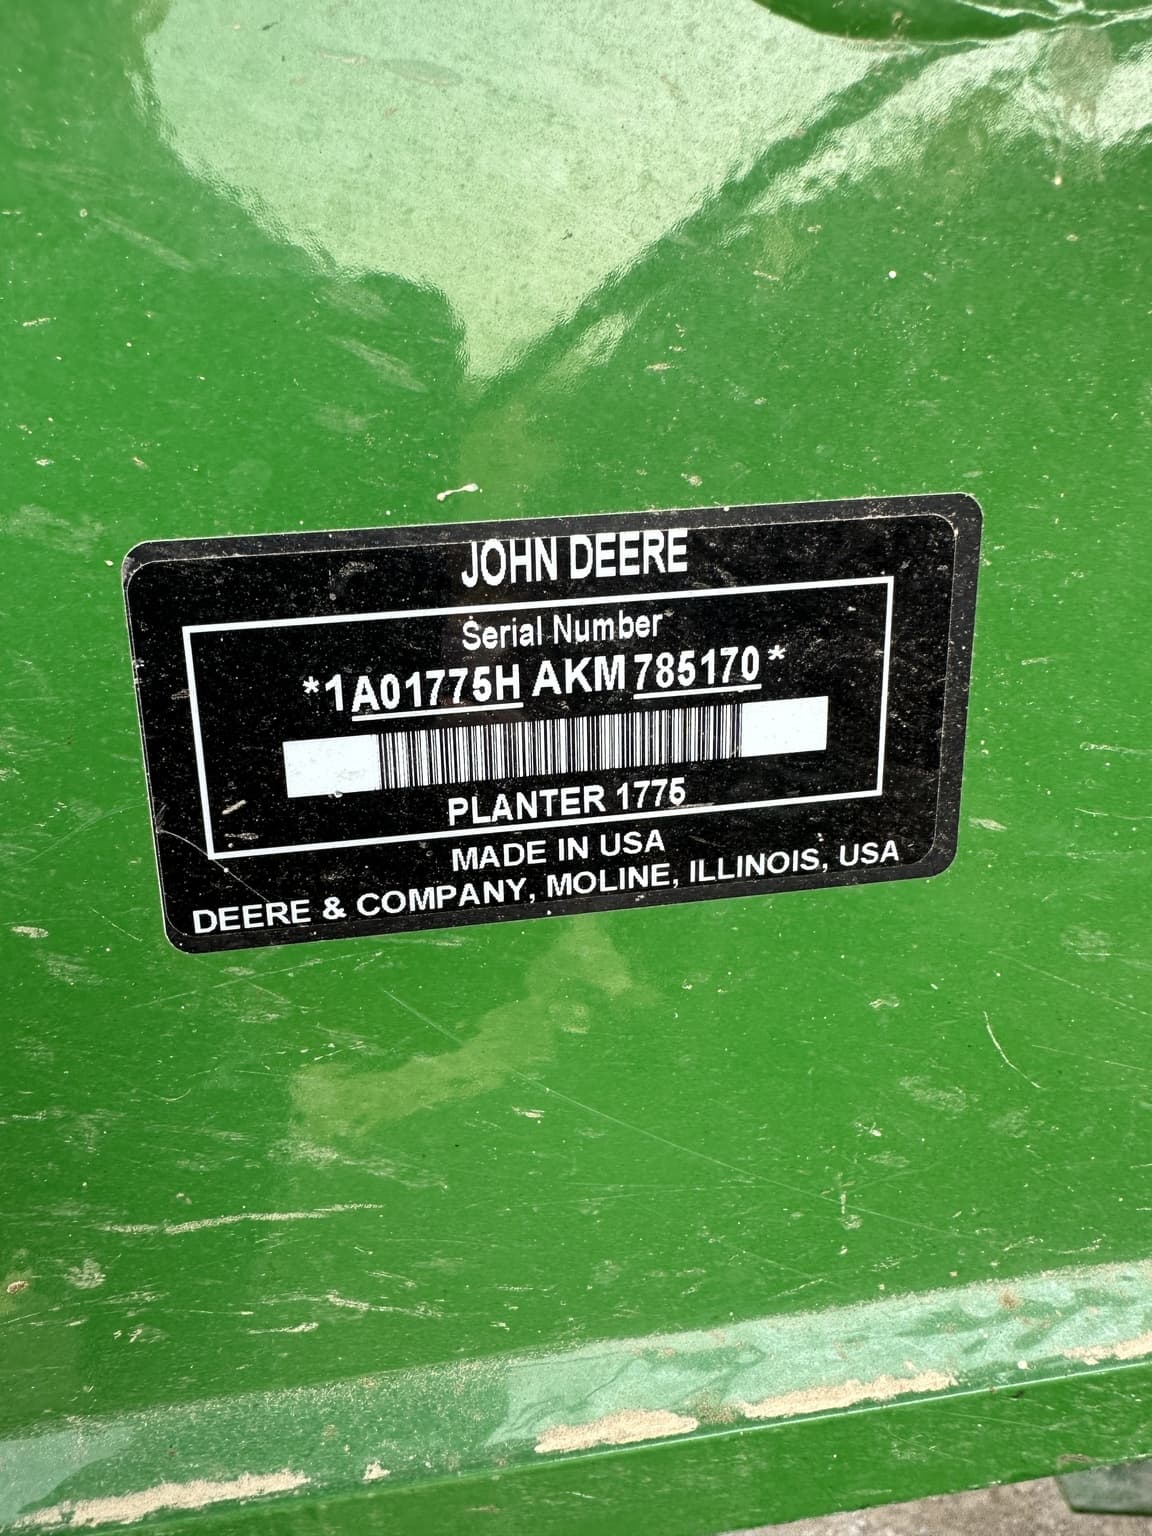 JOHN DEERE
Serial Number
*1A01775H AKM785170*
PLANTER 1775
MADE IN USA
DEERE & COMPANY, MOLINE, ILLINOIS, USA